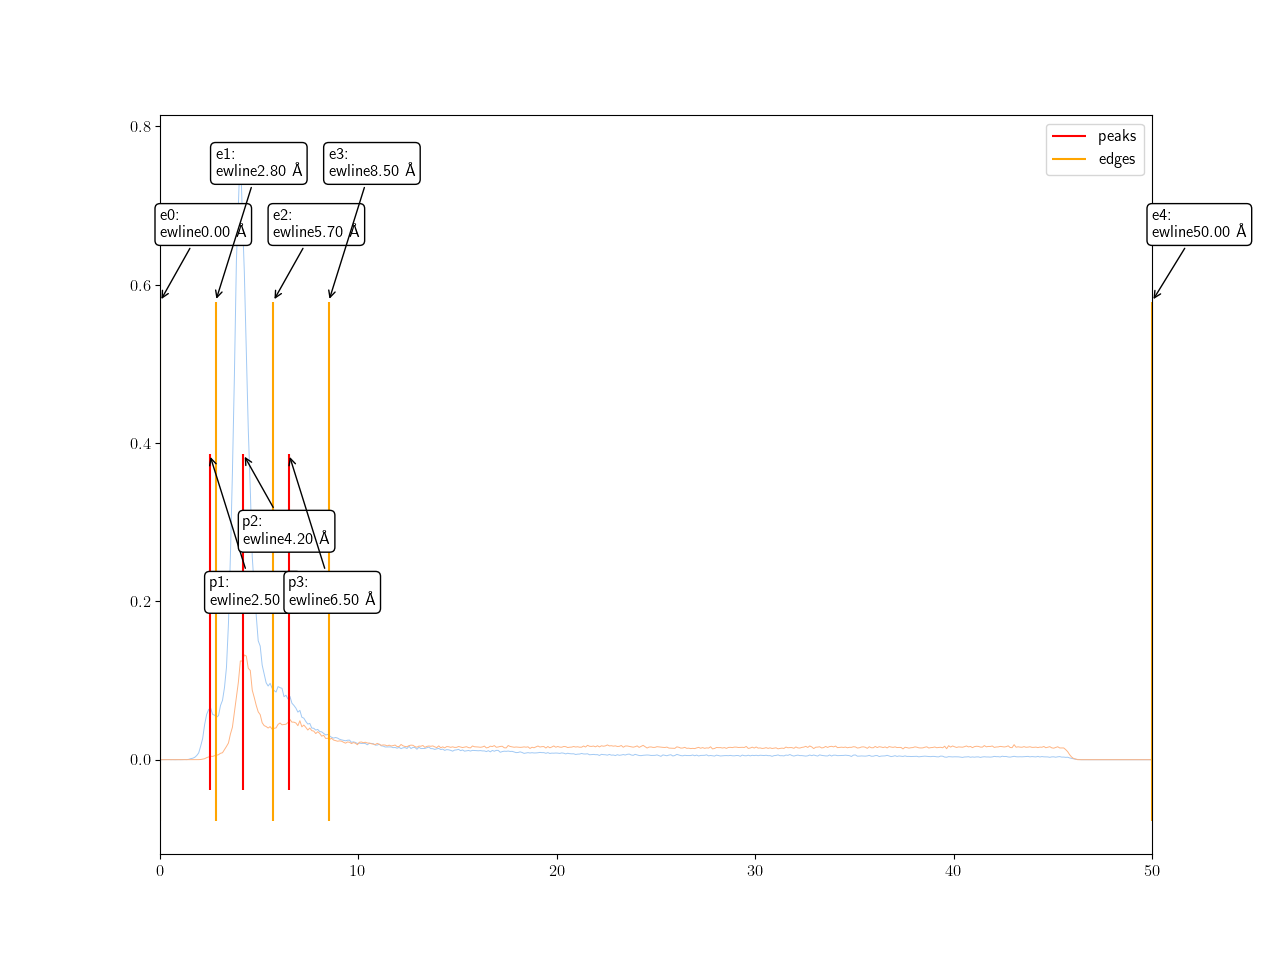 0.8
0.6
0.4
0.2
0.0
0
10
20
30
40
50
peaks
edges
e0:
ewline0.00 Å
e1:
ewline2.80 Å
e2:
ewline5.70 Å
e3:
ewline8.50 Å
e4:
ewline50.00 Å
p1:
ewline2.50
p2:
ewline4.20 Å
p3:
ewline6.50 Å